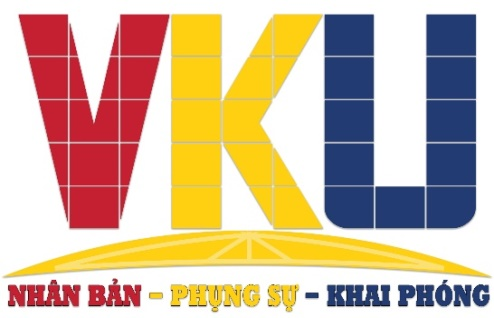 VKU
NHÂN BẢN – PHỤNG SỰ – KHAI PHÓNG